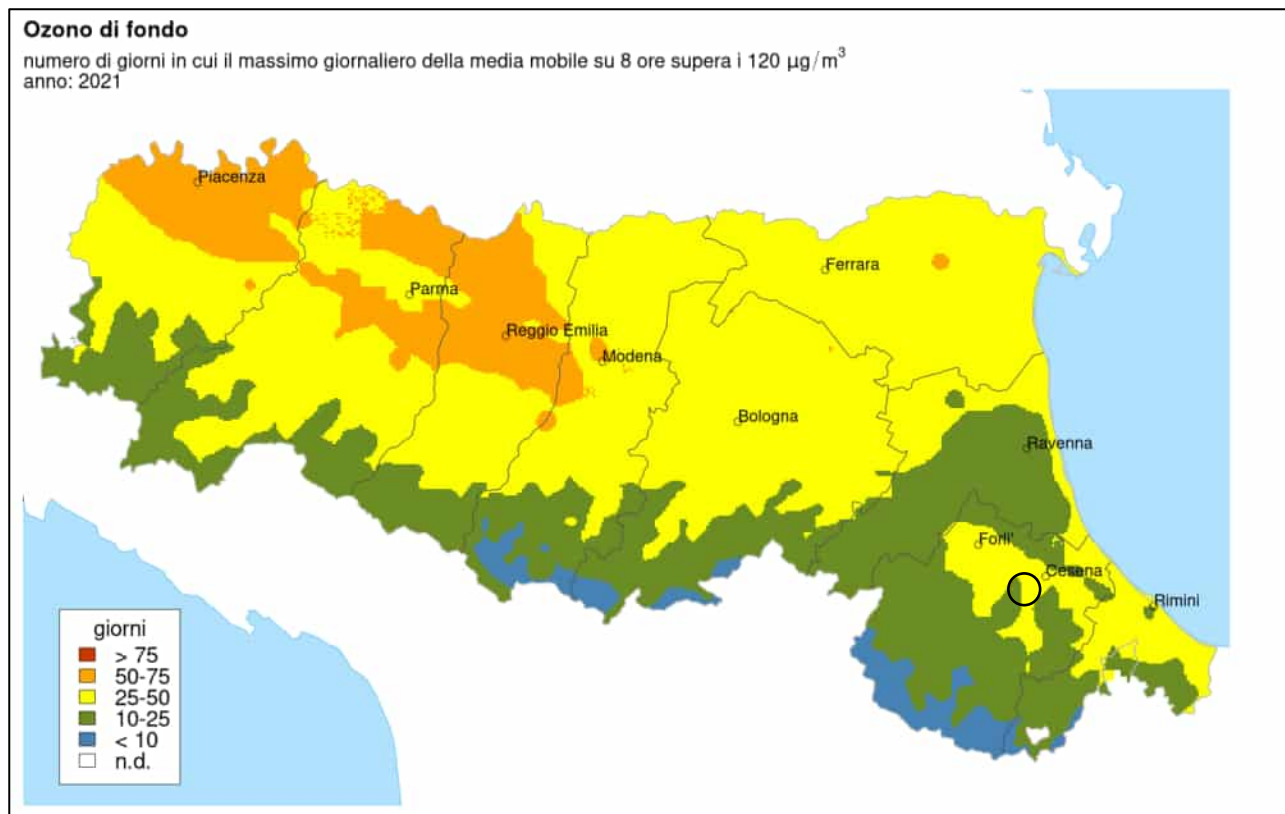 Ozono di fondo
numero di giorni in cui il massimo giornaliero della media mobile su 8 ore supera i 120 µg/m³
anno: 2021
Piacenza
Parma
Reggio Emilia
Modena
Ferrara
Bologna
Ravenna
Forli'
Cesena
Rimini
giorni
> 75
50-75
25-50
10-25
< 10
n.d.